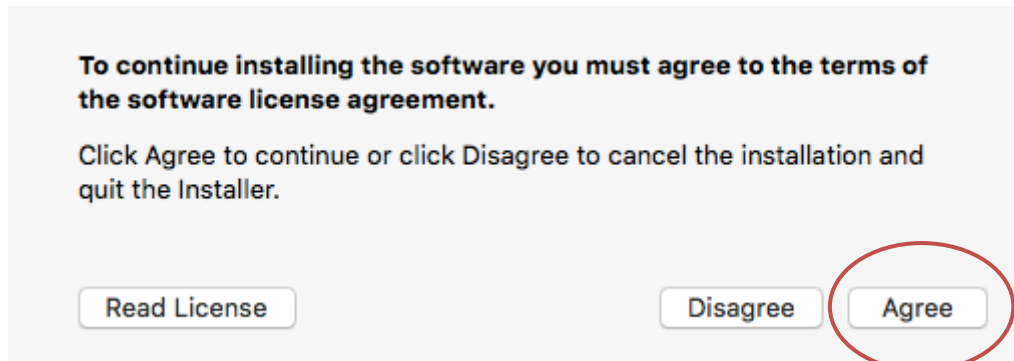 To continue installing the software you must agree to the terms of
the software license agreement.
Click Agree to continue or click Disagree to cancel the installation and
quit the Installer.
Read License
Disagree
Agree